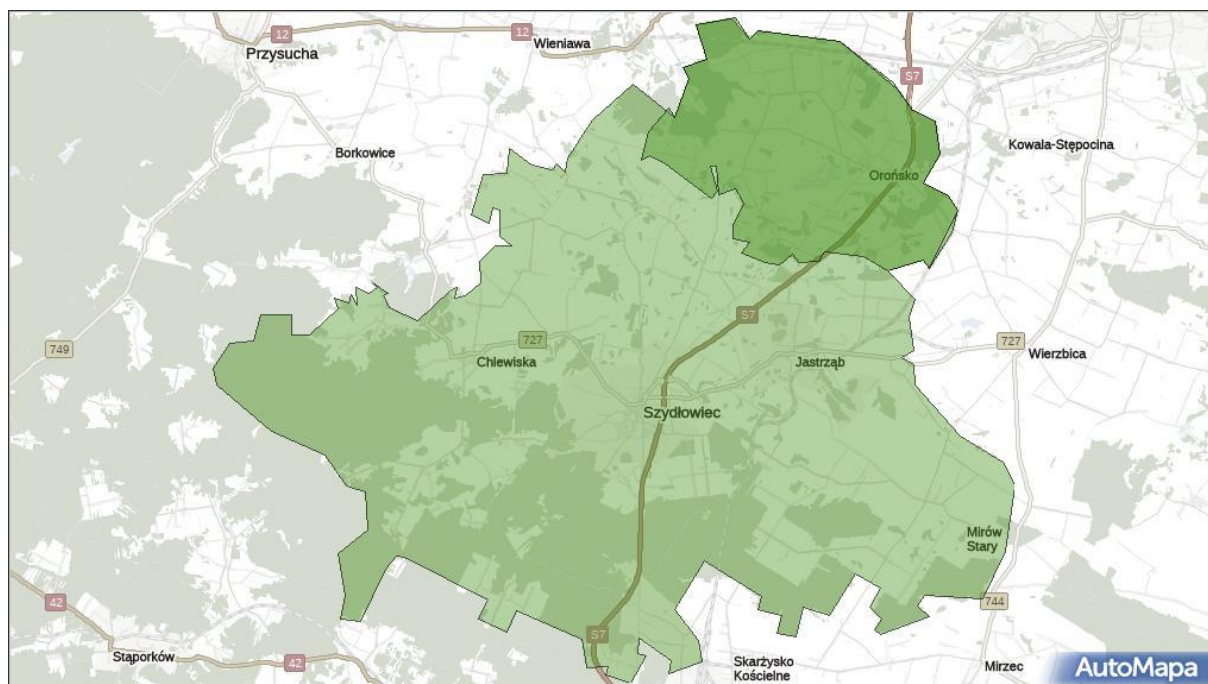 12
12
Wieniawa
Przysucha
S7
Kowala-Stępocina
Borkowice
Orońsko
S7
727
727
749
Chlewiska
Jastrząb
Wierzbica
Szydłowiec
Mirów
Stary
42
744
S7
Stąporków
42
Skarżysko
Kościelne
Mirzec
AutoMapa